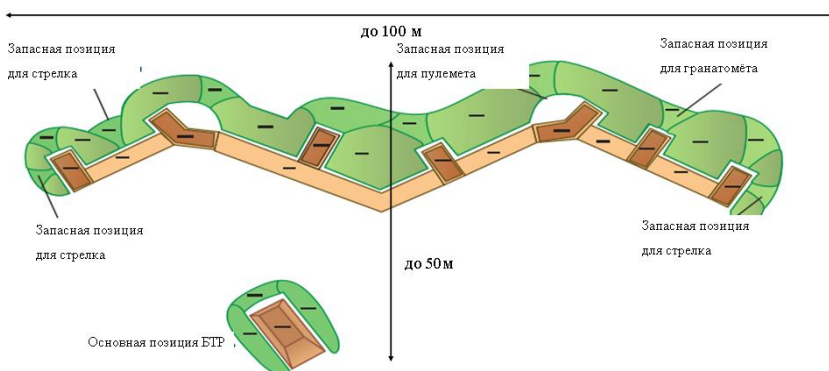 до 100 м
Запасная позиция
для стрелка
Запасная позиция
для пулемета
Запасная позиция
для гранатомёта
Запасная позиция
для стрелка
Запасная позиция
для стрелка
до 50м
Основная позиция БТР